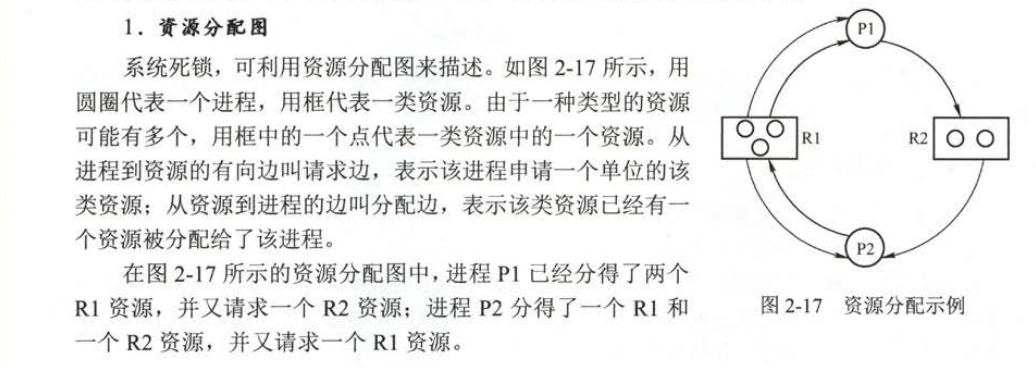 1．资源分配图
系统死锁，可利用资源分配图来描述。如图 2-17 所示，用
圆圈代表一个进程，用框代表一类资源。由于一种类型的资源
可能有多个，用框中的一个点代表一类资源中的一个资源。从
进程到资源的有向边叫请求边，表示该进程申请一个单位的该
类资源；从资源到进程的边叫分配边，表示该类资源已经有一
个资源被分配给了该进程。
在图 2-17 所示的资源分配图中，进程 P1 已经分得了两个
R1 资源，并又请求一个 R2 资源；进程 P2 分得了一个 R1 和
一个 R2 资源，并又请求一个 R1 资源。
P1
R1
R2
P2
图 2-17 资源分配示例